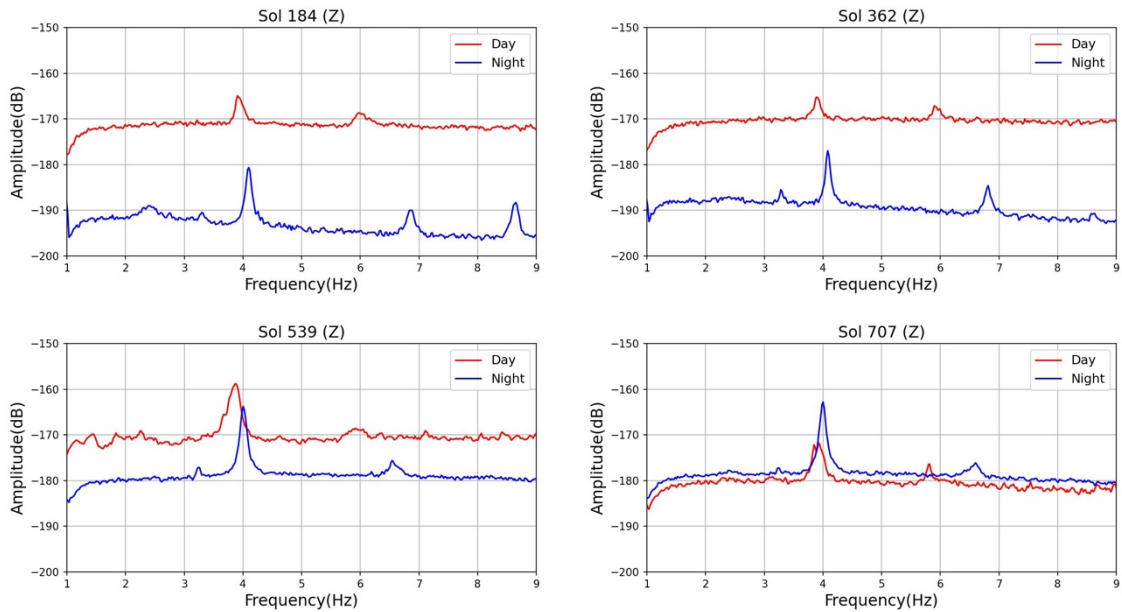 Sol 184 (Z)
Amplitude(dB)
−150
−160
−170
−180
−190
−200
Day
Night
1 2 3 4 5 6 7 8 9
Frequency(Hz)
Sol 362 (Z)
Amplitude(dB)
−150
−160
−170
−180
−190
−200
Day
Night
1 2 3 4 5 6 7 8 9
Frequency(Hz)
Sol 539 (Z)
Amplitude(dB)
−150
−160
−170
−180
−190
−200
Day
Night
1 2 3 4 5 6 7 8 9
Frequency(Hz)
Sol 707 (Z)
Amplitude(dB)
−150
−160
−170
−180
−190
−200
Day
Night
1 2 3 4 5 6 7 8 9
Frequency(Hz)